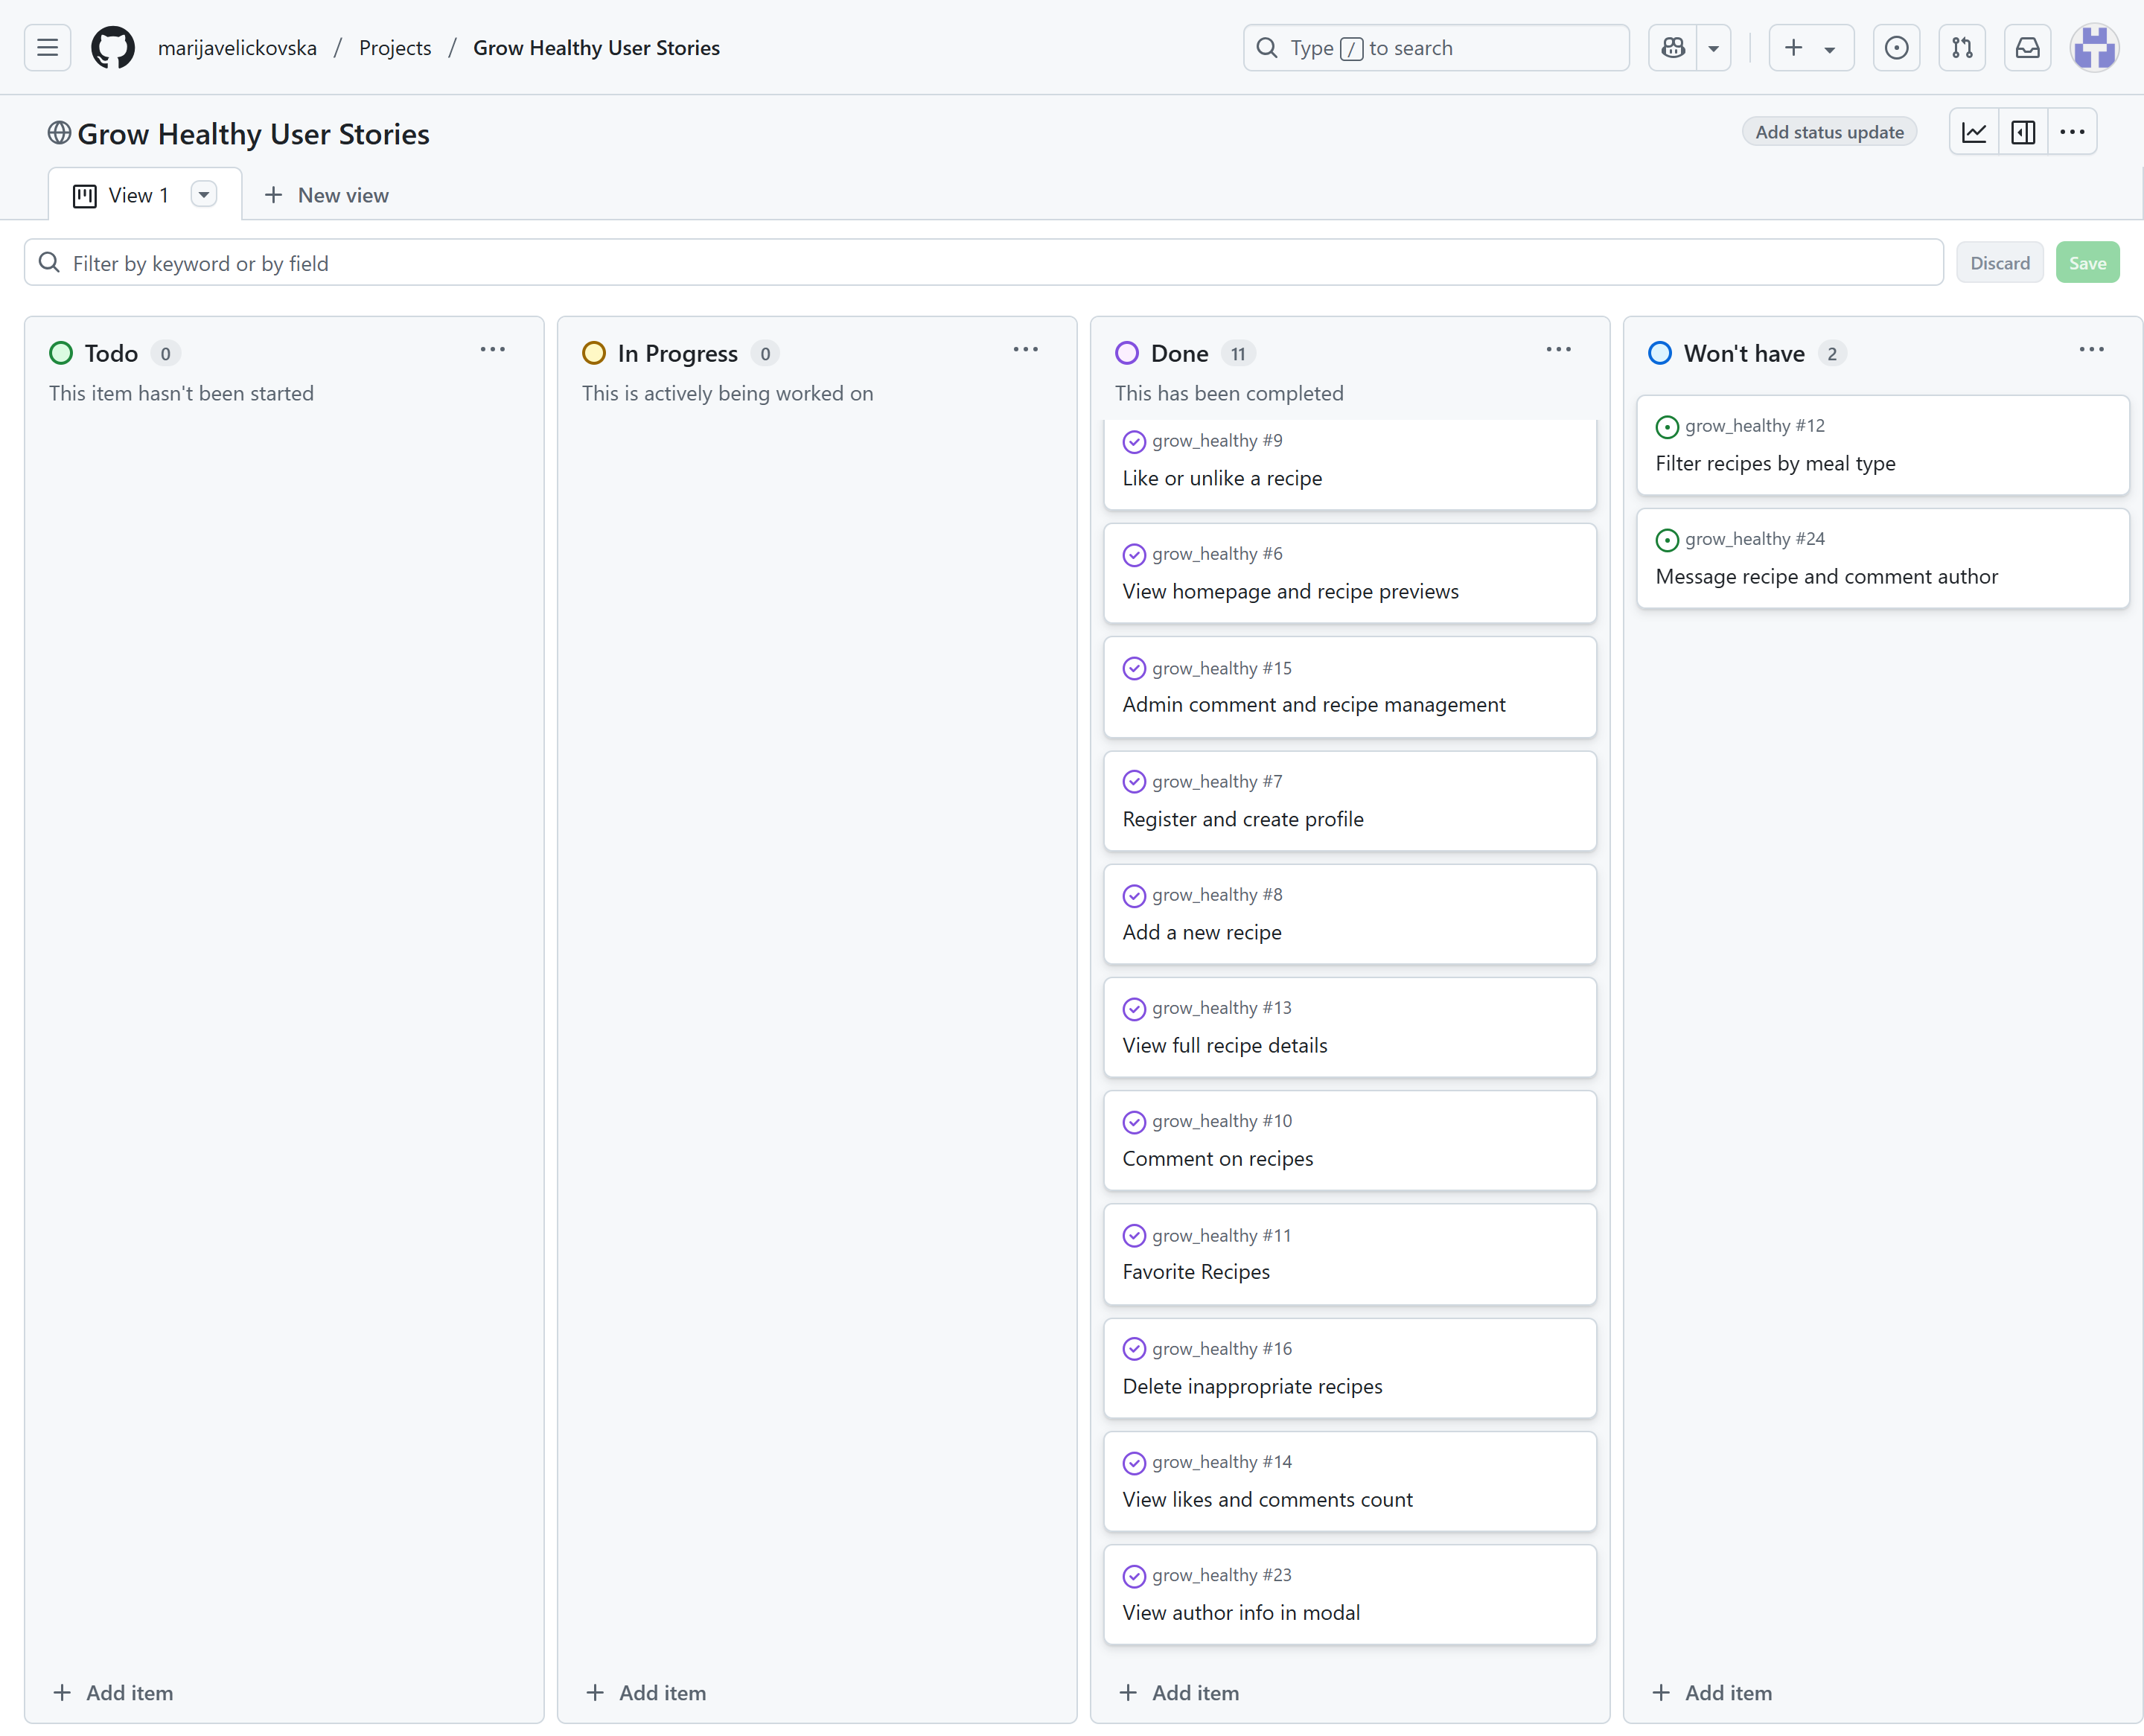 marijavelickovska / Projects / Grow Healthy User Stories
Type / to search
Grow Healthy User Stories
Add status update
View 1
New view
Filter by keyword or by field
Discard
Save
Todo 0
This item hasn't been started
Add item
In Progress 0
This is actively being worked on
Add item
Done 11
This has been completed
grow_healthy #9
Like or unlike a recipe
grow_healthy #6
View homepage and recipe previews
grow_healthy #15
Admin comment and recipe management
grow_healthy #7
Register and create profile
grow_healthy #8
Add a new recipe
grow_healthy #13
View full recipe details
grow_healthy #10
Comment on recipes
grow_healthy #11
Favorite Recipes
grow_healthy #16
Delete inappropriate recipes
grow_healthy #14
View likes and comments count
grow_healthy #23
View author info in modal
Add item
Won't have 2
grow_healthy #12
Filter recipes by meal type
grow_healthy #24
Message recipe and comment author
Add item